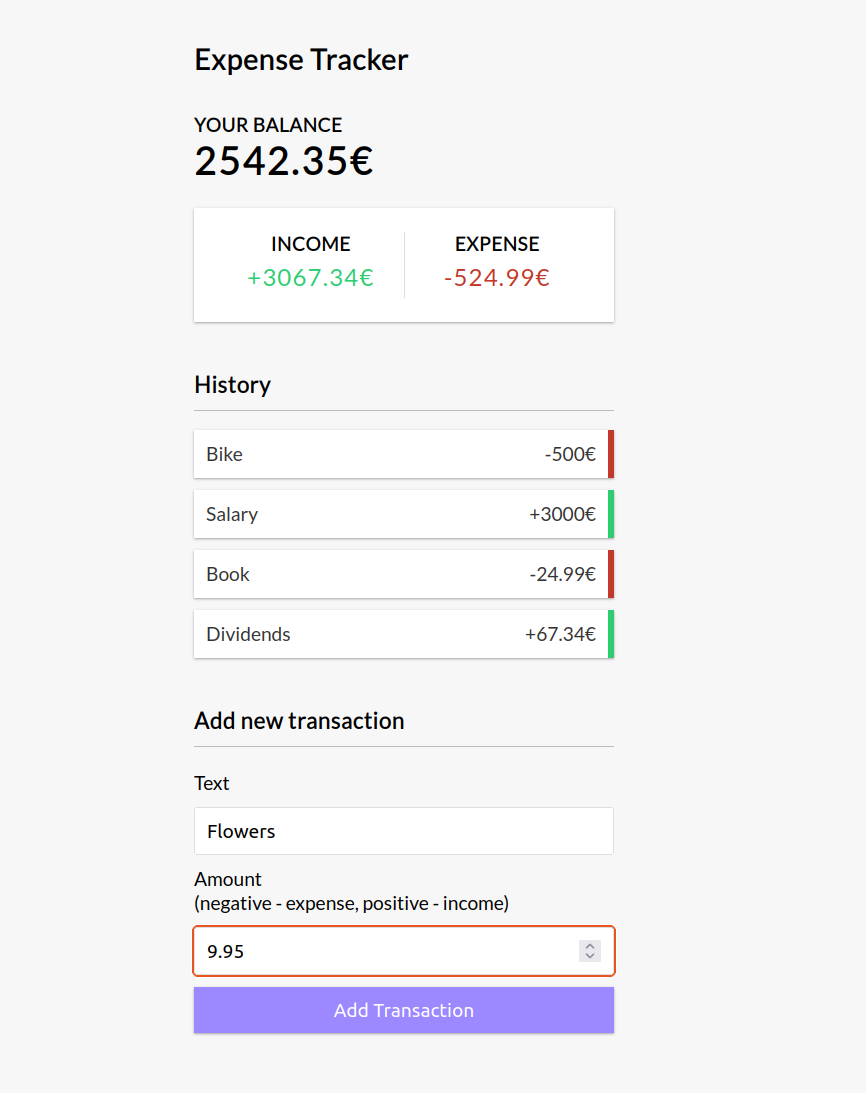 Expense Tracker
YOUR BALANCE
2542.35€
INCOME
EXPENSE
+3067.34€
-524.99€
History
Bike -500€
Salary +3000€
Book -24.99€
Dividends +67.34€
Add new transaction
Text
Flowers
Amount
(negative - expense, positive - income)
9.95
Add Transaction